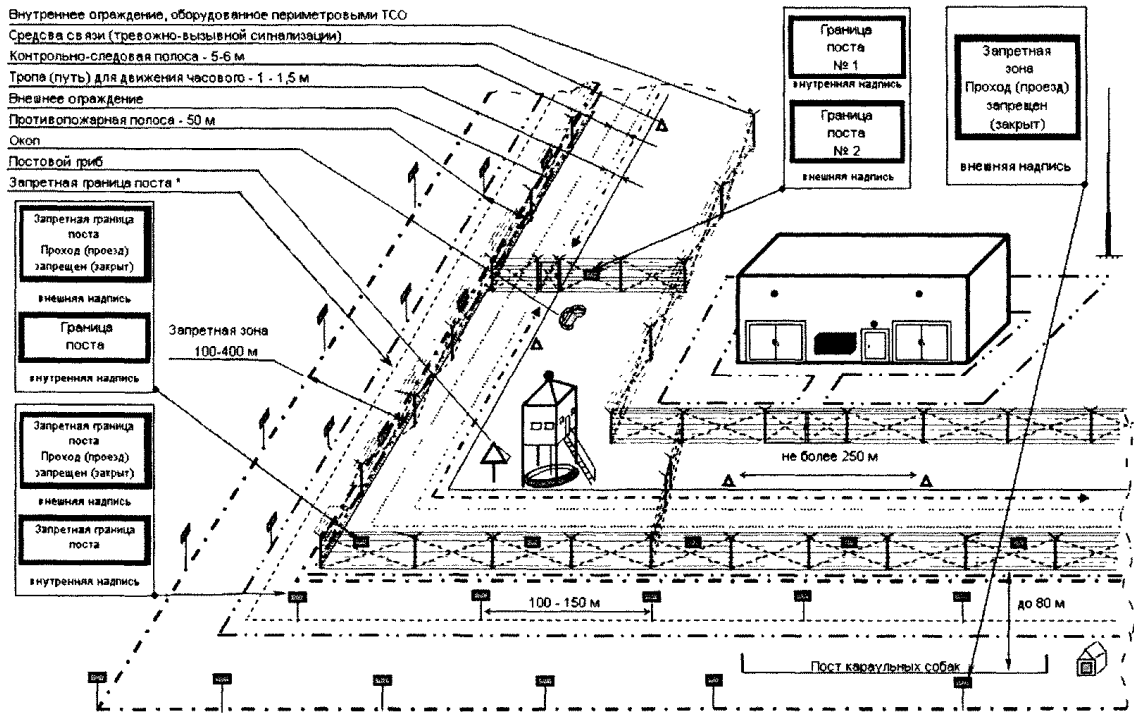 Внутреннее ограждение, оборудованное периметровыми ТСО
Средсва связи (тревожно-вызывной сигнализации)
Контрольно-следовая полоса - 5-6 м
Тропа (путь) для движения часового - 1 - 1,5 м
Внешнее ограждение
Противопожарная полоса - 50 м
Окоп
Постовой гриб
Запретная граница поста *
Граница
поста
№ 1
внутренняя надпись
Граница
поста
№ 2
внешняя надпись
Запретная
зона
Проход (проезд)
запрещен
(закрыт)
внешняя надпись
Запретная граница
поста
Проход (проезд)
запрещен (закрыт)
внешняя надпись
Граница
поста
внутренняя надпись
Запретная зона
100-400 м
Запретная граница
поста
Проход (проезд)
запрещен (закрыт)
внешняя надпись
Запретная граница
поста
внутренняя надпись
не более 250 м
100 - 150 м
до 80 м
Пост караульных собак